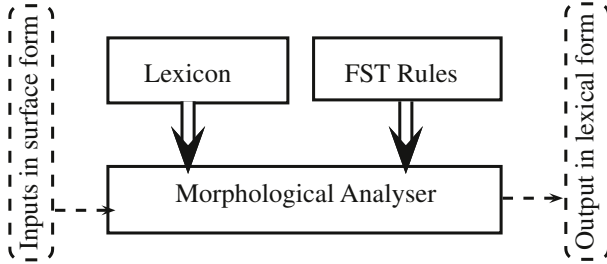 Inputs in surface form
Lexicon
FST Rules
Morphological Analyser
Output in lexical form